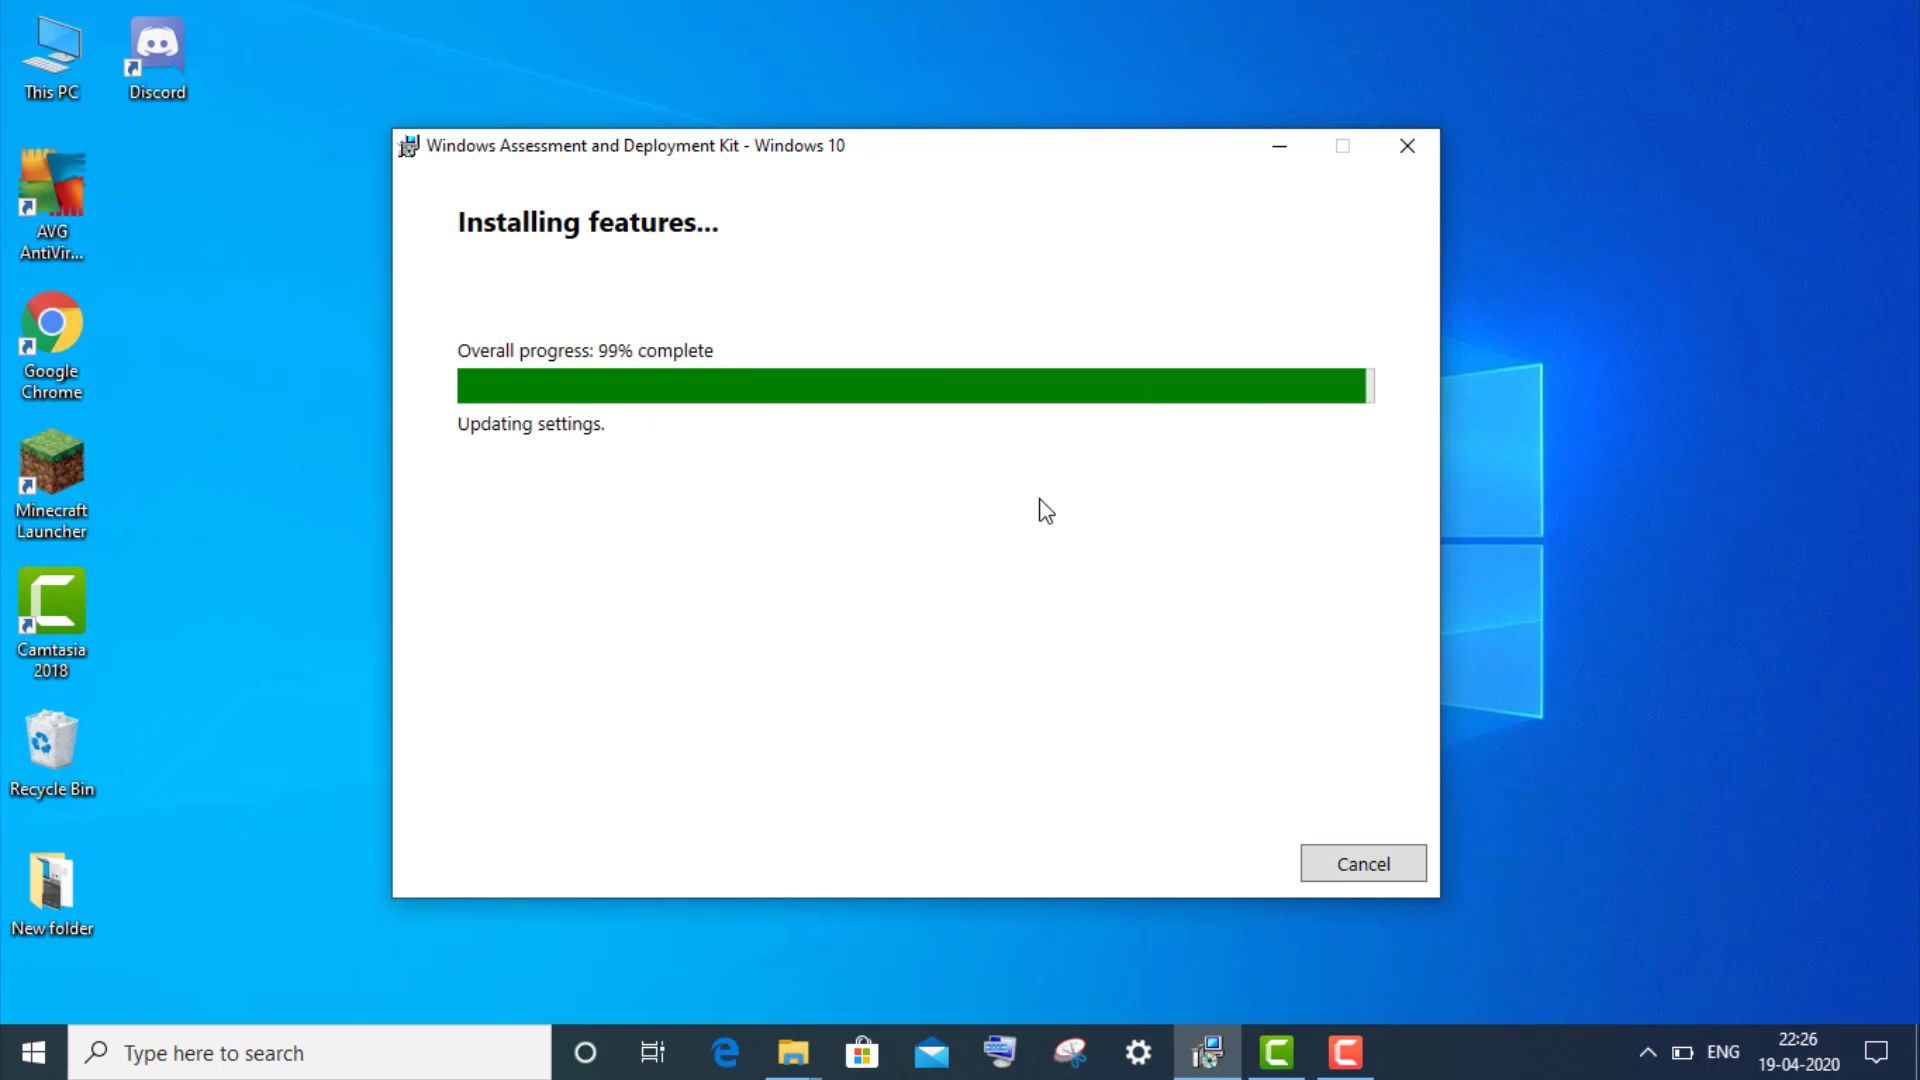 This PC
Discord
AVG
AntiVir...
Google
Chrome
Minecraft
Launcher
Camtasia
2018
Recycle Bin
New folder
Windows Assessment and Deployment Kit - Windows 10
Installing features...
Overall progress: 99% complete
Updating settings.
Cancel
Type here to search
ENG
22:26
19-04-2020